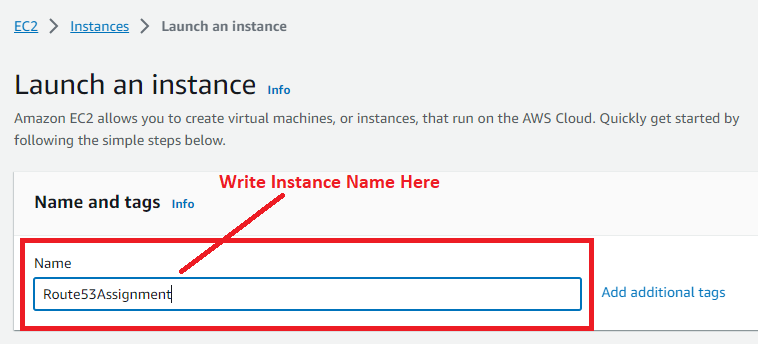 EC2 > Instances > Launch an instance
Launch an instance Info
Amazon EC2 allows you to create virtual machines, or instances, that run on the AWS Cloud. Quickly get started by
following the simple steps below.
Write Instance Name Here
Name and tags Info
Name
Route53Assignment
Add additional tags